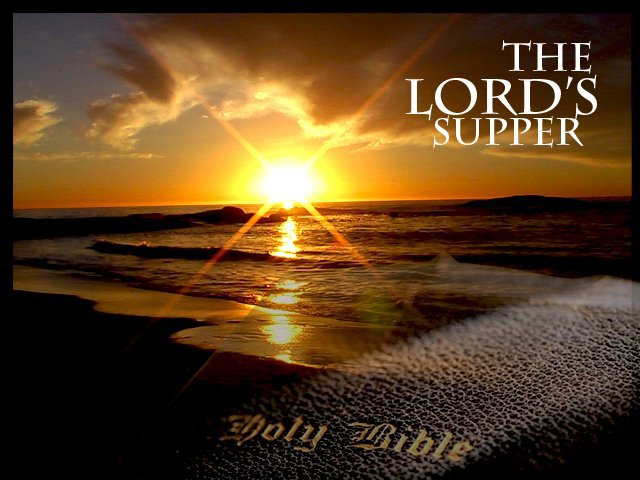 THE
LORD'S
SUPPER
Holy Bible